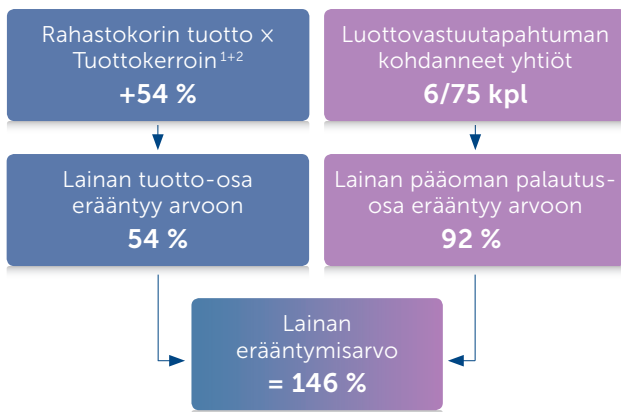 Rahastokorin tuotto ×
Tuottokerroin¹⁺²
+54 %
Luottovastuutapahtuman
kohdanneet yhtiöt
6/75 kpl
Lainan tuotto-osa
erääntyy arvoon
54 %
Lainan pääoman palautus-
osa erääntyy arvoon
92 %
Lainan
erääntymisarvo
= 146 %